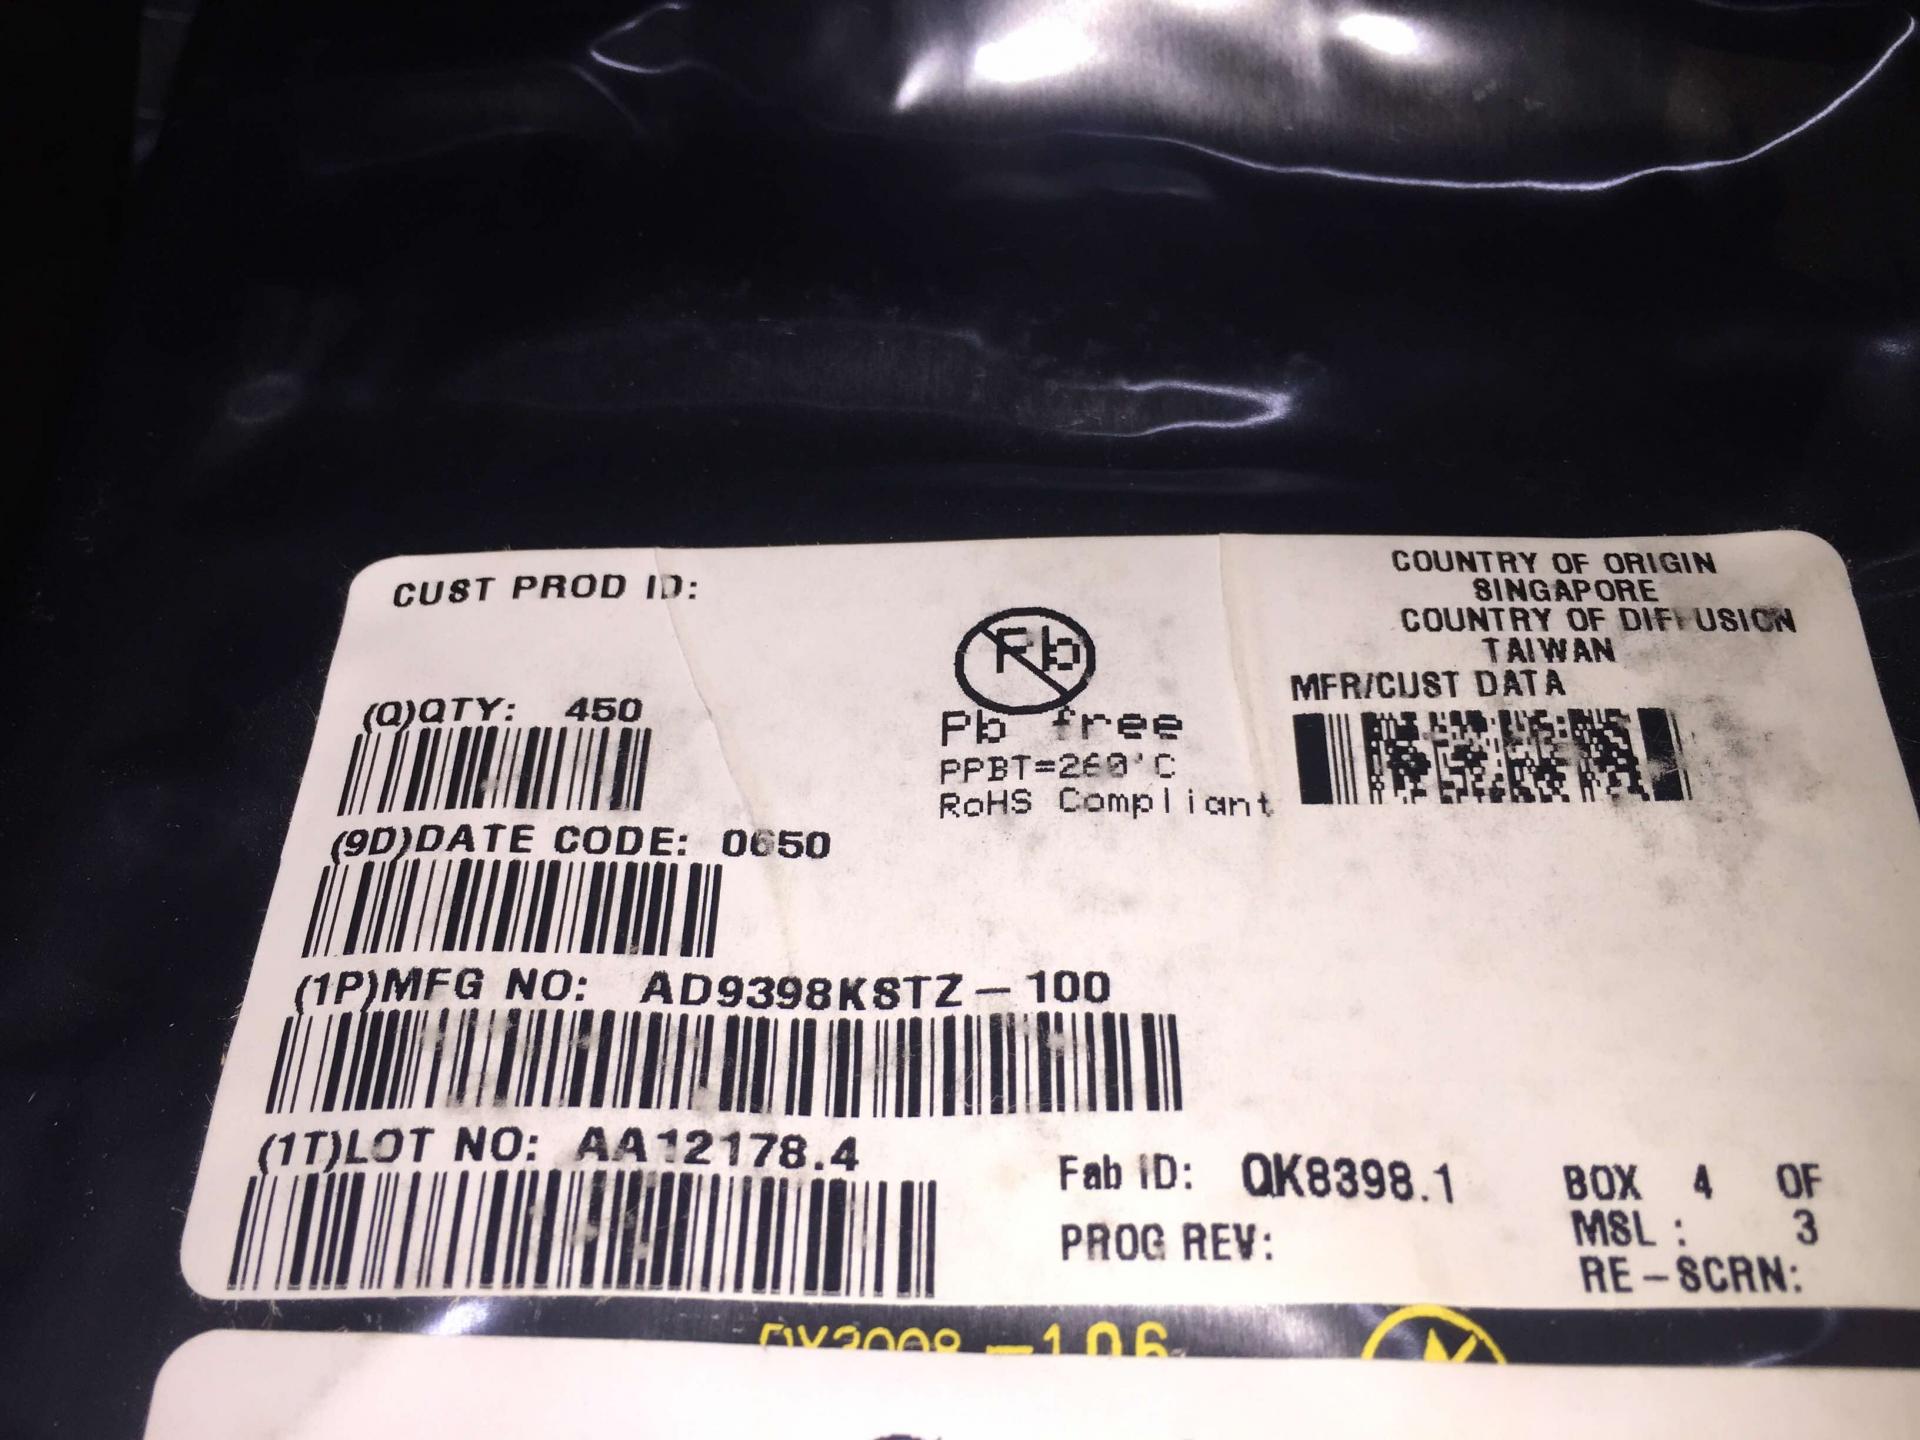 CUST PROD ID:
COUNTRY OF ORIGIN
SINGAPORE
COUNTRY OF DIFFUSION
TAIWAN
MFR/CUST DATA
Pb
Pb free
PPBT=260'C
RoHS Compliant
(Q)QTY: 450
(9D)DATE CODE: 0650
(1P)MFG NO: AD9398KSTZ-100
(1T)LOT NO: AA12178.4
Fab ID: QK8398.1
PROG REV:
BOX 4 OF
MSL: 3
RE-SCRN: